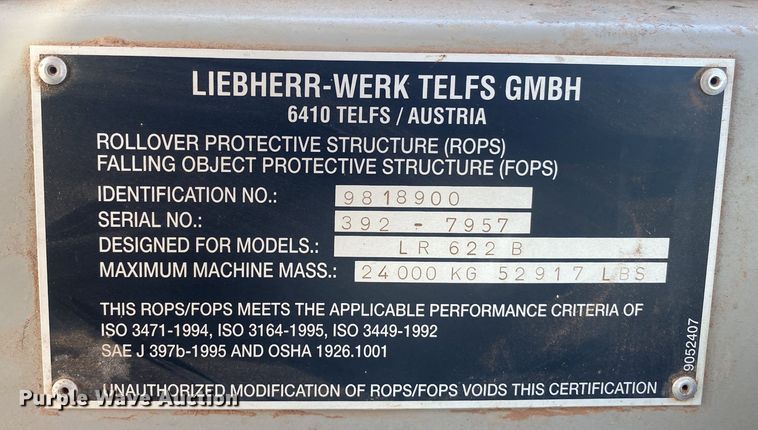 LIEBHERR-WERK TELFS GMBH
6410 TELFS / AUSTRIA
ROLLOVER PROTECTIVE STRUCTURE (ROPS)
FALLING OBJECT PROTECTIVE STRUCTURE (FOPS)
IDENTIFICATION NO.: 9818900
SERIAL NO.: 392 - 7957
DESIGNED FOR MODELS.: LR 622 B
MAXIMUM MACHINE MASS.: 24000 KG 52917 LBS
THIS ROPS/FOPS MEETS THE APPLICABLE PERFORMANCE CRITERIA OF
ISO 3471-1994, ISO 3164-1995, ISO 3449-1992
SAE J 397b-1995 AND OSHA 1926.1001
UNAUTHORIZED MODIFICATION OF ROPS/FOPS VOIDS THIS CERTIFICATION
9052407
Purple Wave Auction